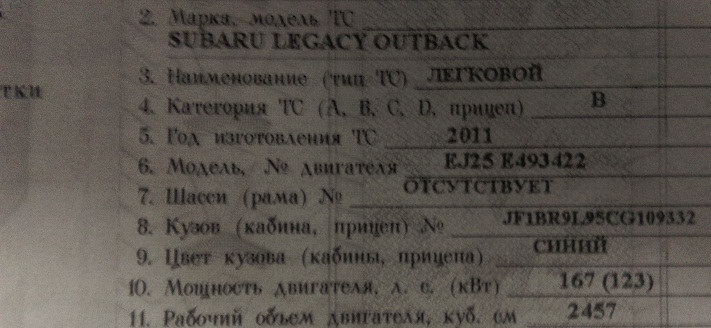 2. Марка, модель ТС
SUBARU LEGACY OUTBACK
3. Наименование (тип ТС) ЛЕГКОВОЙ
тки
4. Категория ТС (A, B, C, D, прицеп) B
5. Год изготовления ТС 2011
6. Модель, № двигателя EJ25 E493422
7. Шасси (рама) № ОТСУТСТВУЕТ
8. Кузов (кабина, прицеп) № JF1BR9L95CG109332
9. Цвет кузова (кабины, прицепа) СИНИЙ
10. Мощность двигателя, л. с. (кВт) 167 (123)
11. Рабочий объем двигателя, куб. см 2457